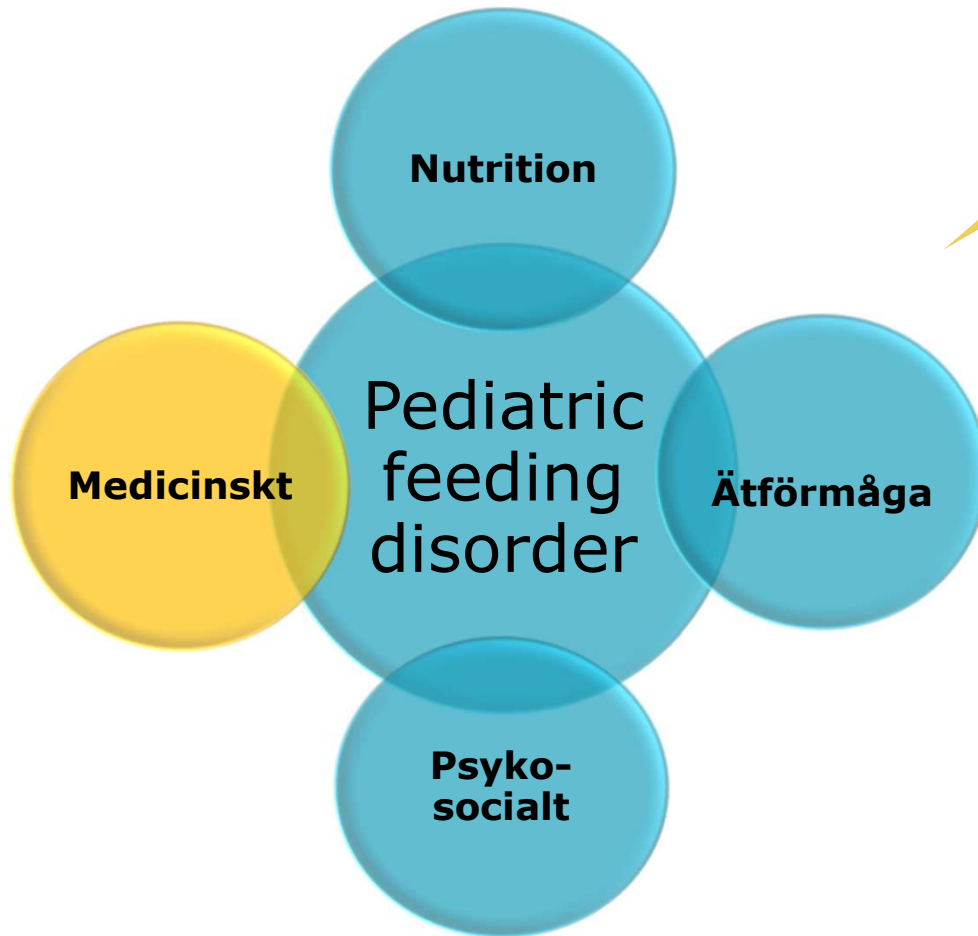 Nutrition
Medicinskt
Pediatric
feeding
disorder
Ätförmåga
Psyko-
socialt